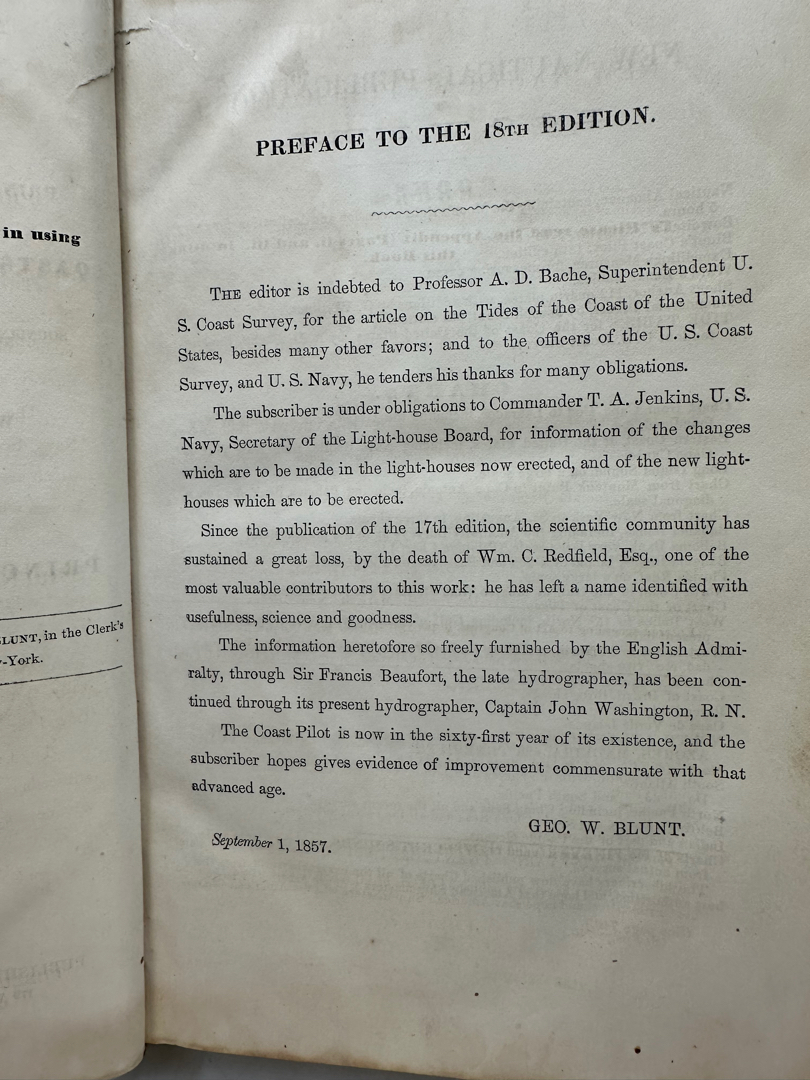 in using
LUNT, in the Clerk's
-York.
PREFACE TO THE 18TH EDITION.
THE editor is indebted to Professor A. D. Bache, Superintendent U.
S. Coast Survey, for the article on the Tides of the Coast of the United
States, besides many other favors; and to the officers of the U. S. Coast
Survey, and U. S. Navy, he tenders his thanks for many obligations.
The subscriber is under obligations to Commander T. A. Jenkins, U. S.
Navy, Secretary of the Light-house Board, for information of the changes
which are to be made in the light-houses now erected, and of the new light-
houses which are to be erected.
Since the publication of the 17th edition, the scientific community has
sustained a great loss, by the death of Wm. C. Redfield, Esq., one of the
most valuable contributors to this work: he has left a name identified with
usefulness, science and goodness.
The information heretofore so freely furnished by the English Admi-
ralty, through Sir Francis Beaufort, the late hydrographer, has been con-
tinued through its present hydrographer, Captain John Washington, R. N.
The Coast Pilot is now in the sixty-first year of its existence, and the
subscriber hopes gives evidence of improvement commensurate with that
advanced age.
GEO. W. BLUNT.
September 1, 1857.